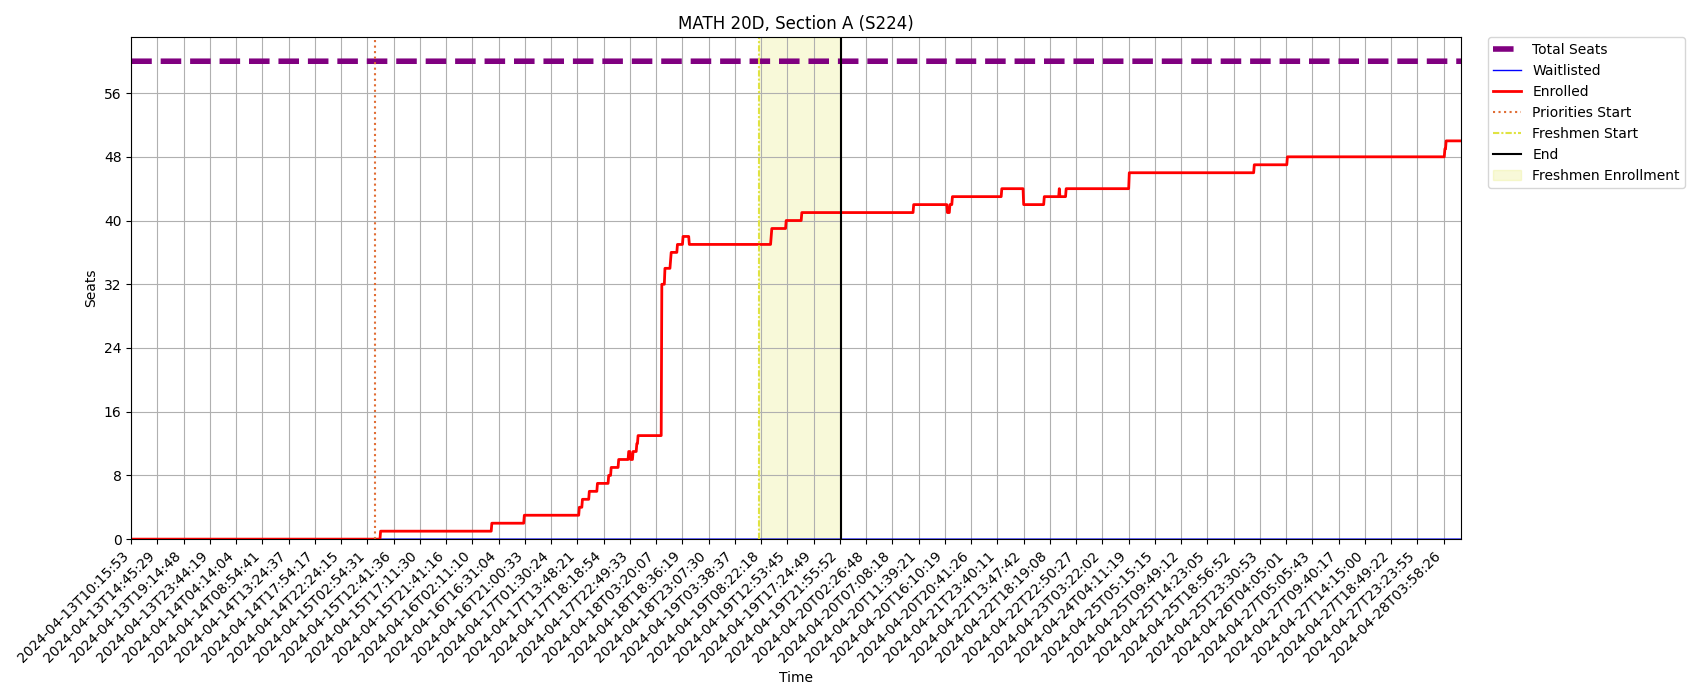 MATH 20D, Section A (S224)
Total Seats
Waitlisted
Enrolled
Priorities Start
Freshmen Start
End
Freshmen Enrollment
Seats
56
48
40
32
24
16
8
0
2024-04-13T10:15:53
2024-04-13T14:45:29
2024-04-13T19:14:48
2024-04-13T23:44:19
2024-04-14T04:14:04
2024-04-14T08:54:41
2024-04-14T13:24:37
2024-04-14T17:54:17
2024-04-14T22:24:15
2024-04-15T02:54:31
2024-04-15T12:41:36
2024-04-15T17:11:30
2024-04-15T21:41:16
2024-04-16T02:11:10
2024-04-16T16:31:04
2024-04-16T21:00:33
2024-04-17T01:30:24
2024-04-17T13:48:21
2024-04-17T18:18:54
2024-04-17T22:49:33
2024-04-18T03:20:07
2024-04-18T18:36:19
2024-04-18T23:07:30
2024-04-19T03:38:37
2024-04-19T08:22:18
2024-04-19T12:53:45
2024-04-19T17:24:49
2024-04-19T21:55:52
2024-04-20T02:26:48
2024-04-20T07:08:18
2024-04-20T11:39:21
2024-04-20T16:10:19
2024-04-20T20:41:26
2024-04-21T23:40:11
2024-04-22T13:47:42
2024-04-22T18:19:08
2024-04-22T22:50:27
2024-04-23T03:22:02
2024-04-24T04:11:19
2024-04-25T05:15:15
2024-04-25T09:49:12
2024-04-25T14:23:05
2024-04-25T18:56:52
2024-04-25T23:30:53
2024-04-26T04:05:01
2024-04-27T05:05:43
2024-04-27T09:40:17
2024-04-27T14:15:00
2024-04-27T18:49:22
2024-04-27T23:23:55
2024-04-28T03:58:26
Time